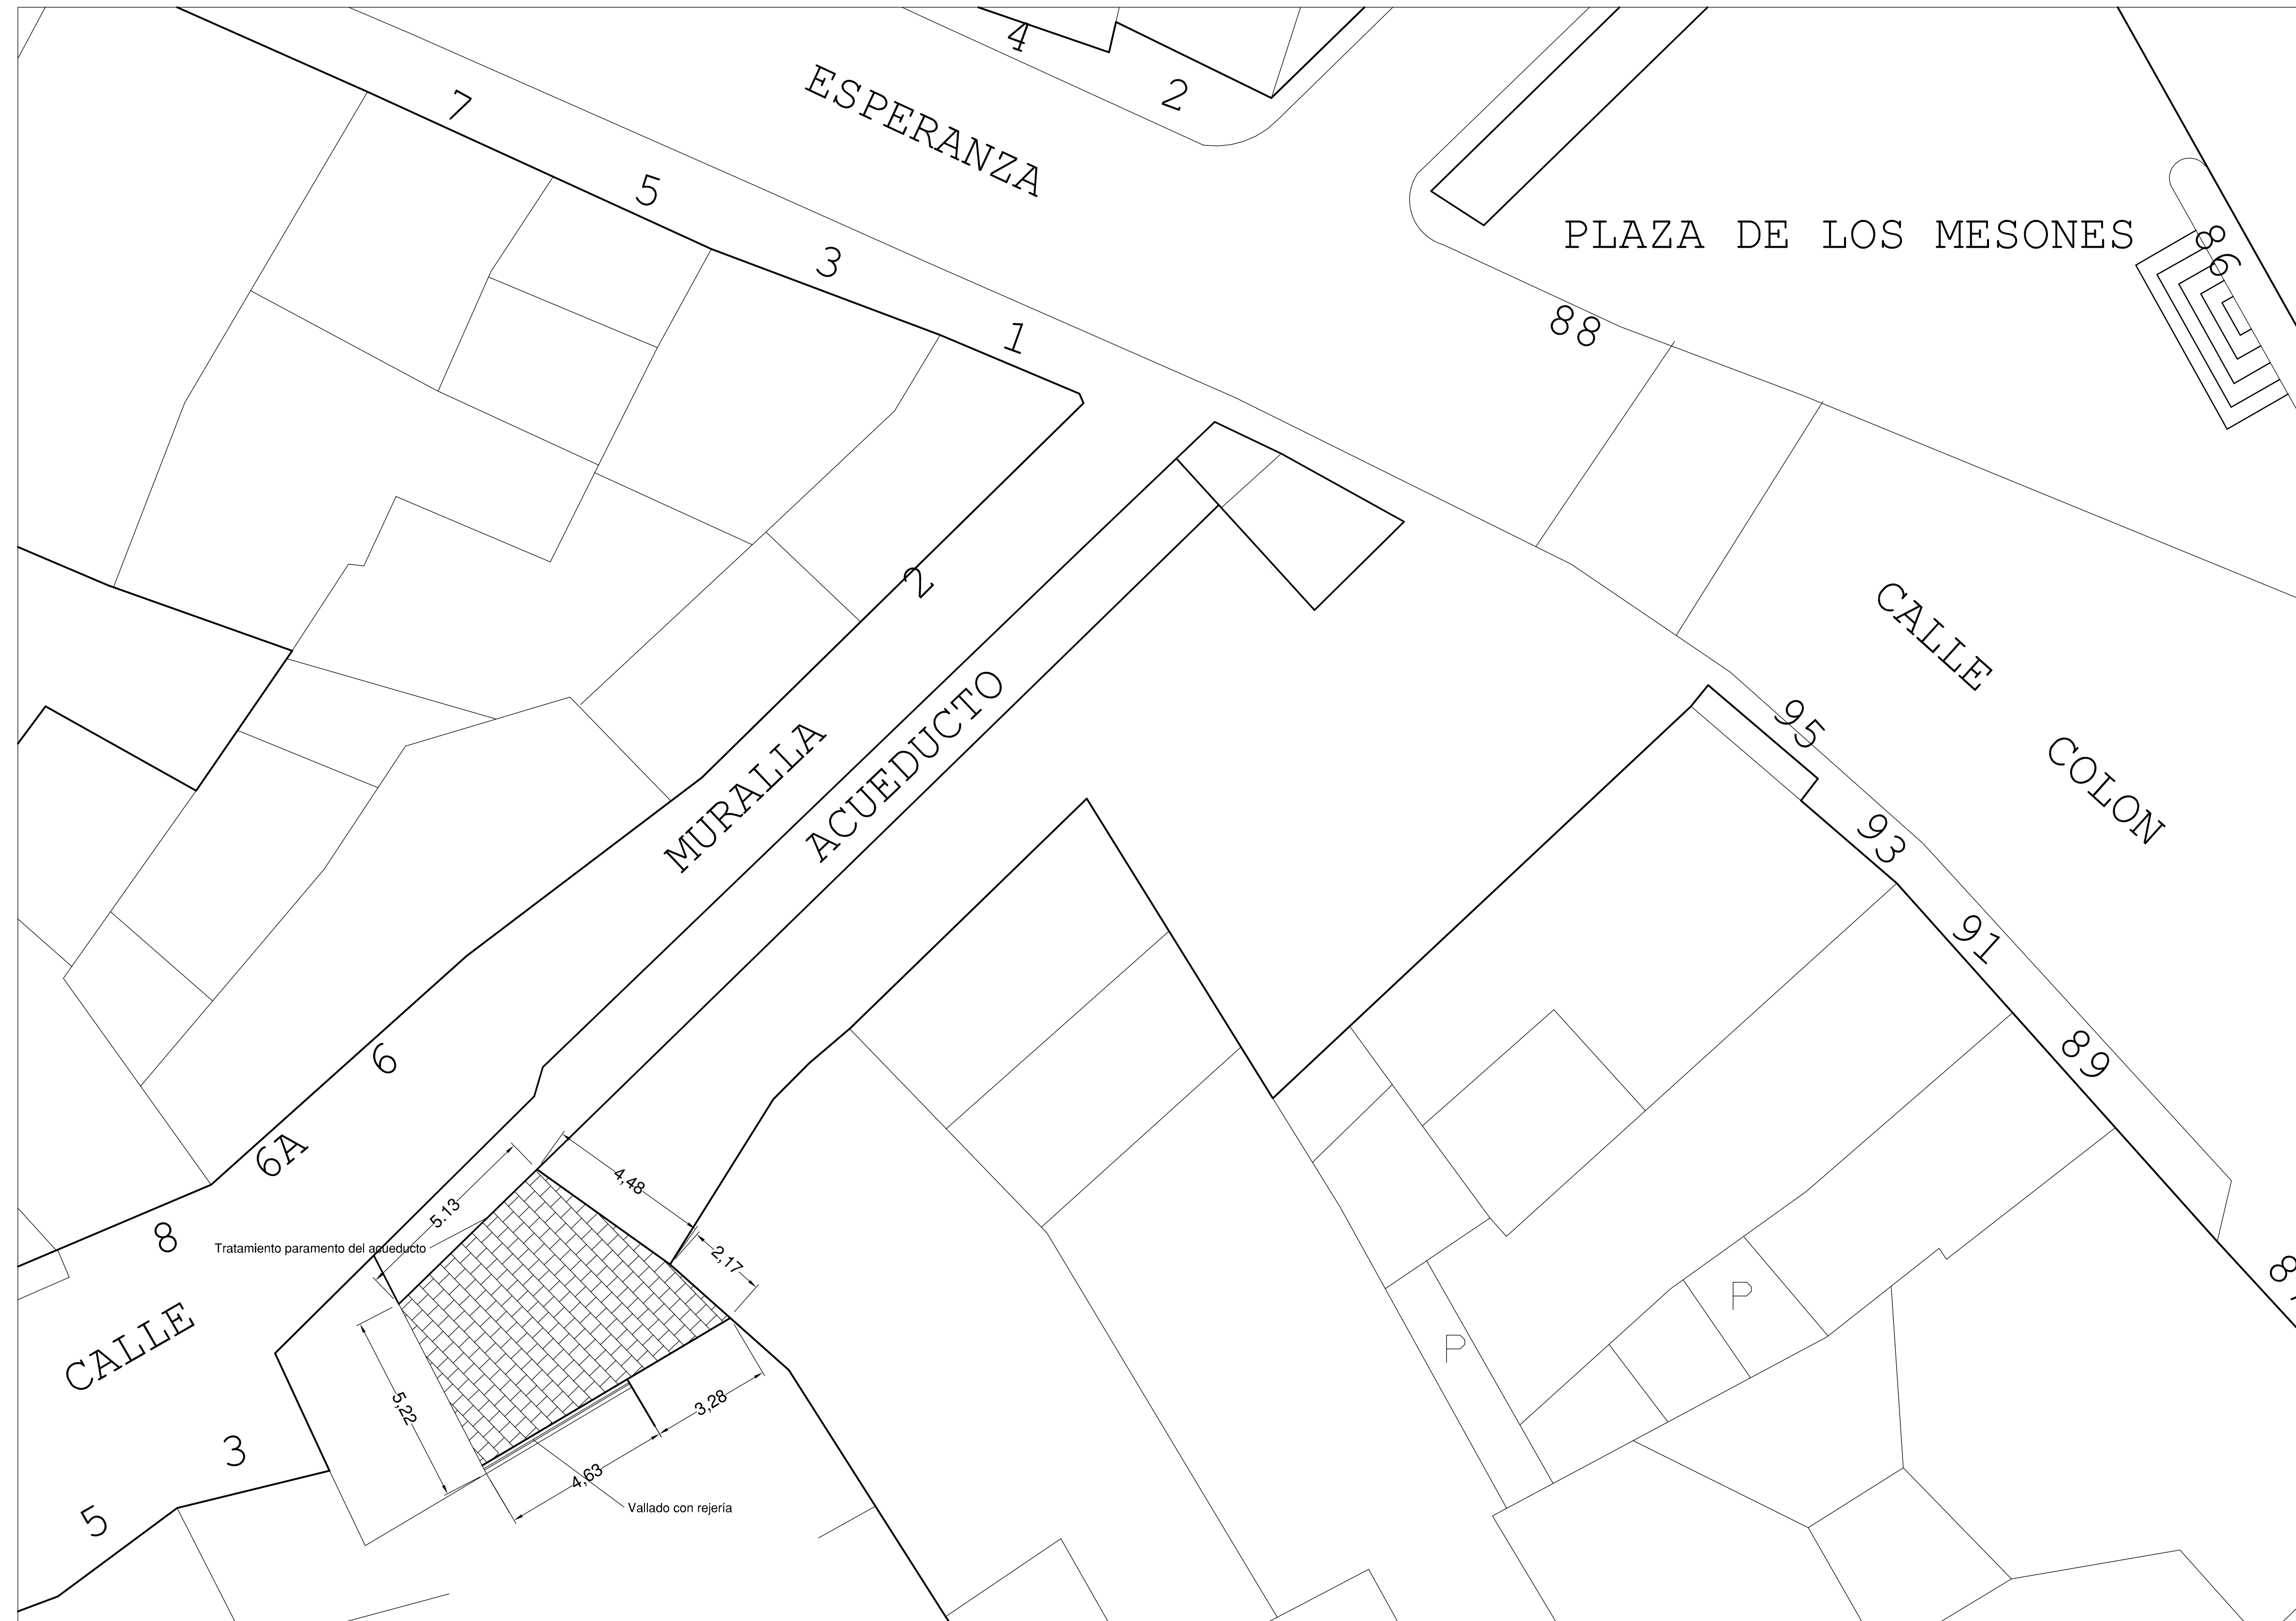 4
2
ESPERANZA
7
5
3
1
PLAZA DE LOS MESONES
86
88
2
CALLE
COLON
MURALLA
ACUEDUCTO
95
93
91
89
6
6A
8
4,48
5.13
2,17
Tratamiento paramento del acueducto
P
P
CALLE
5,22
3,28
4,63
3
5
Vallado con rejería